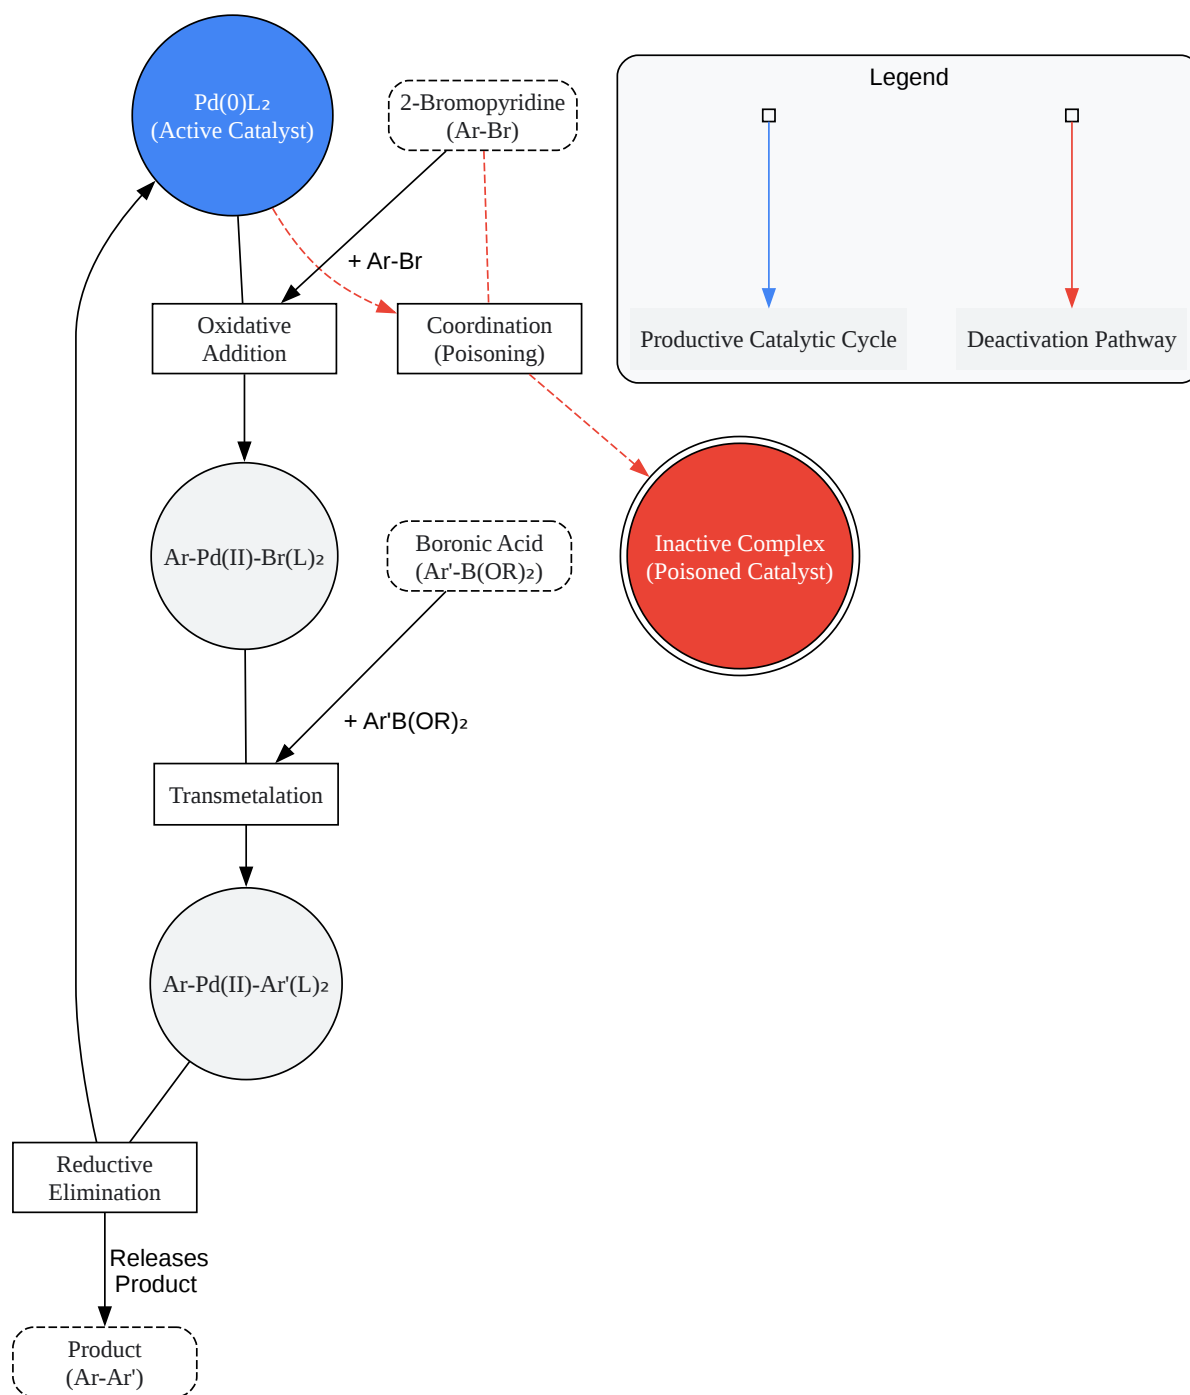 Pd(0)L₂
(Active Catalyst)
2-Bromopyridine
(Ar-Br)
Legend
+ Ar-Br
Oxidative
Addition
Coordination
(Poisoning)
Productive Catalytic Cycle
Deactivation Pathway
Ar-Pd(II)-Br(L)₂
Boronic Acid
(Ar'-B(OR)₂)
Inactive Complex
(Poisoned Catalyst)
+ Ar'B(OR)₂
Transmetalation
Ar-Pd(II)-Ar'(L)₂
Reductive
Elimination
Releases
Product
Product
(Ar-Ar')